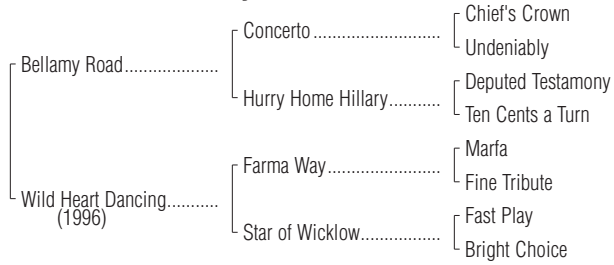 Chief's Crown
Concerto
Undeniably
Bellamy Road
Deputed Testamony
Hurry Home Hillary
Ten Cents a Turn
Marfa
Farma Way
Fine Tribute
Wild Heart Dancing
(1996)
Fast Play
Star of Wicklow
Bright Choice